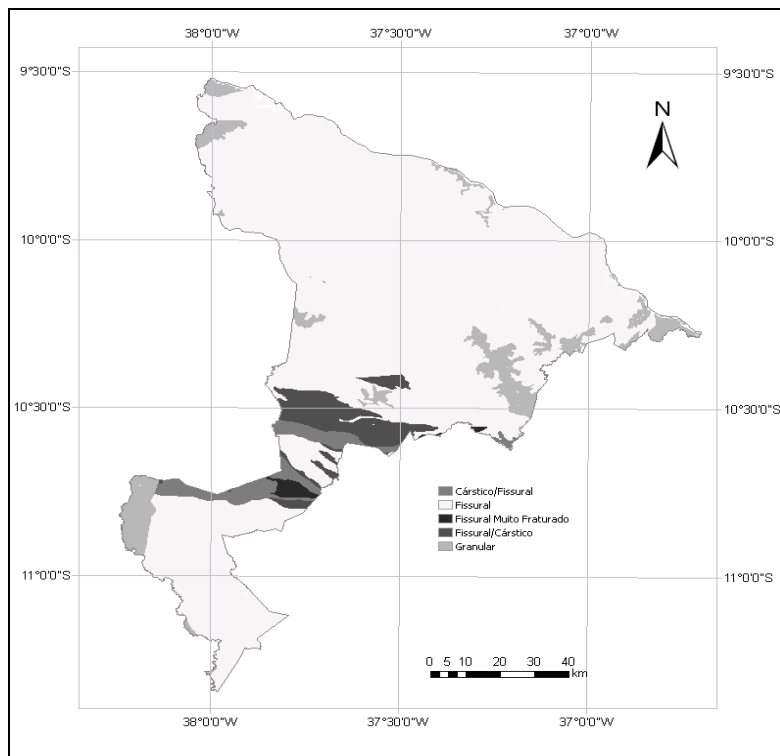 38°0'0"W 37°30'0"W 37°0'0"W
9°30'0"S 9°30'0"S
N
10°0'0"S 10°0'0"S
10°30'0"S 10°30'0"S
Cárstico/Fissural
Fissural
Fissural Muito Fraturado
Fissural/Cárstico
Granular
11°0'0"S 11°0'0"S
0 5 10 20 30 40
km
38°0'0"W 37°30'0"W 37°0'0"W